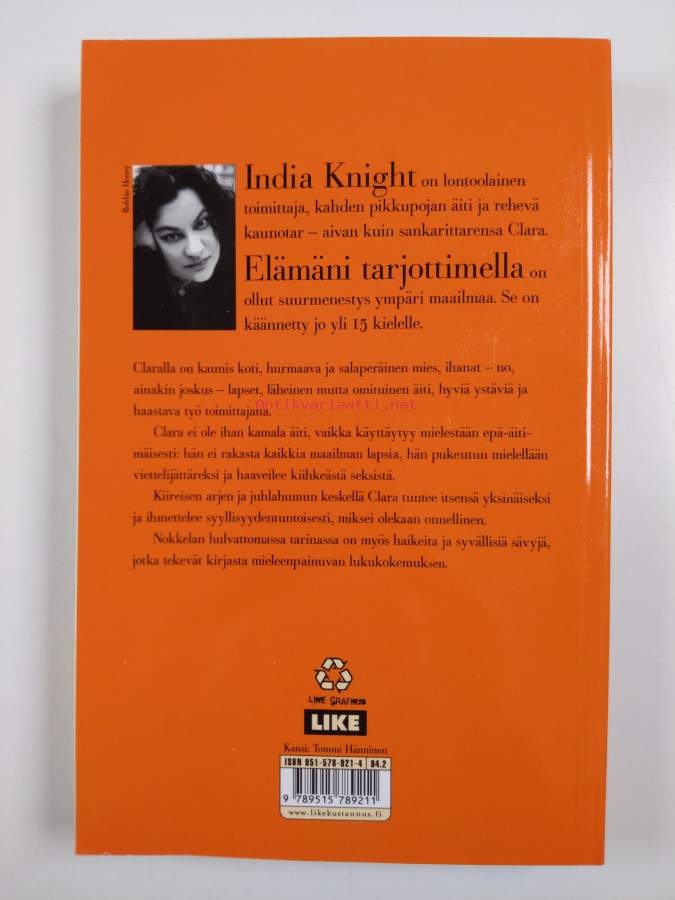 Robbie Honey
India Knight on lontoolainen
toimittaja, kahden pikkupojan äiti ja rehevä
kaunotar – aivan kuin sankarittarensa Clara.
Elämäni tarjottimella on
ollut suurmenestys ympäri maailmaa. Se on
käännetty jo yli 15 kielelle.
Claralla on kaunis koti, hurmaava ja salaperäinen mies, ihanat – no,
ainakin joskus – lapset, läheinen mutta omituinen äiti, hyviä ystäviä ja
haastava työ toimittajana.
Antikvariaatti.net
Clara ei ole ihan kamala äiti, vaikka käyttäytyy mielestään epä-äiti-
mäisesti: hän ei rakasta kaikkia maailman lapsia, hän pukeutuu mielellään
viettelijättäreksi ja haaveilee kiihkeästä seksistä.
Kiireisen arjen ja juhlahumun keskellä Clara tuntee itsensä yksinäiseksi
ja ihmettelee syyllisyydentuntoisesti, miksei olekaan onnellinen.
Nokkelan hulvattomassa tarinassa on myös haikeita ja syvällisiä sävyjä,
jotka tekevät kirjasta mieleenpainuvan lukukokemuksen.
LIKE GRAFIIKS
LIKE
Kansi: Tommi Hänninen
ISBN 951-578-921-4 84.2
9 789515 789211
www.likekustannus.fi